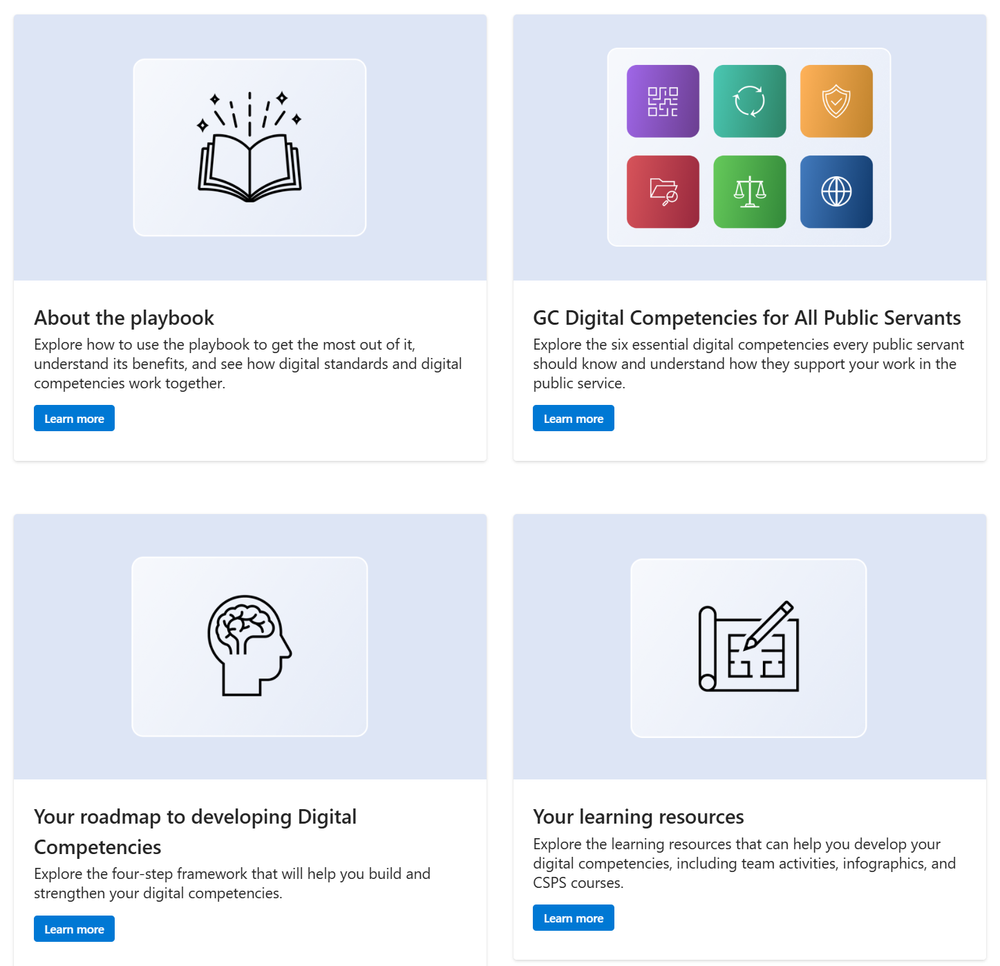 About the playbook
Explore how to use the playbook to get the most out of it,
understand its benefits, and see how digital standards and digital
competencies work together.
Learn more
GC Digital Competencies for All Public Servants
Explore the six essential digital competencies every public servant
should know and understand how they support your work in the
public service.
Learn more
Your roadmap to developing Digital
Competencies
Explore the four-step framework that will help you build and
strengthen your digital competencies.
Learn more
Your learning resources
Explore the learning resources that can help you develop your
digital competencies, including team activities, infographics, and
CSPS courses.
Learn more